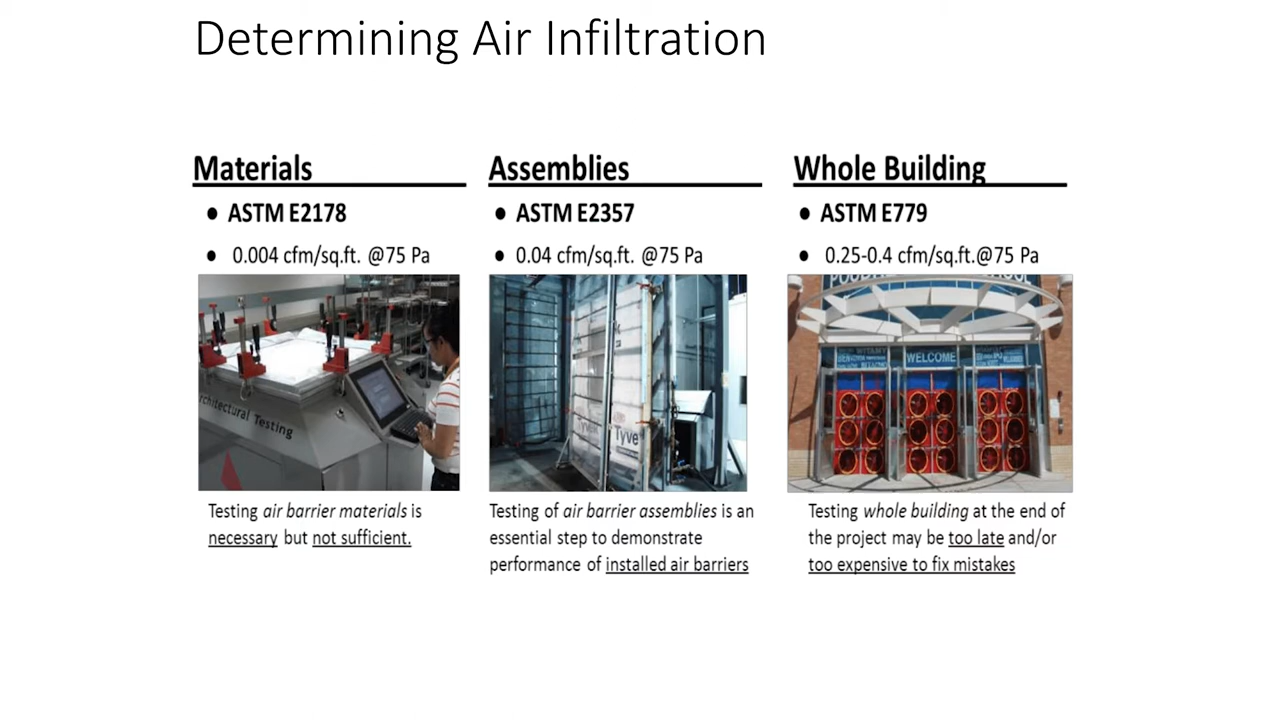 Determining Air Infiltration
Materials
• ASTM E2178
• 0.004 cfm/sq.ft. @75 Pa
rchitectural Testing
Testing air barrier materials is
necessary but not sufficient.
Assemblies
• ASTM E2357
• 0.04 cfm/sq.ft. @75 Pa
Tyve
Testing of air barrier assemblies is an
essential step to demonstrate
performance of installed air barriers
Whole Building
• ASTM E779
• 0.25-0.4 cfm/sq.ft.@75 Pa
WELCOME
Testing whole building at the end of
the project may be too late and/or
too expensive to fix mistakes